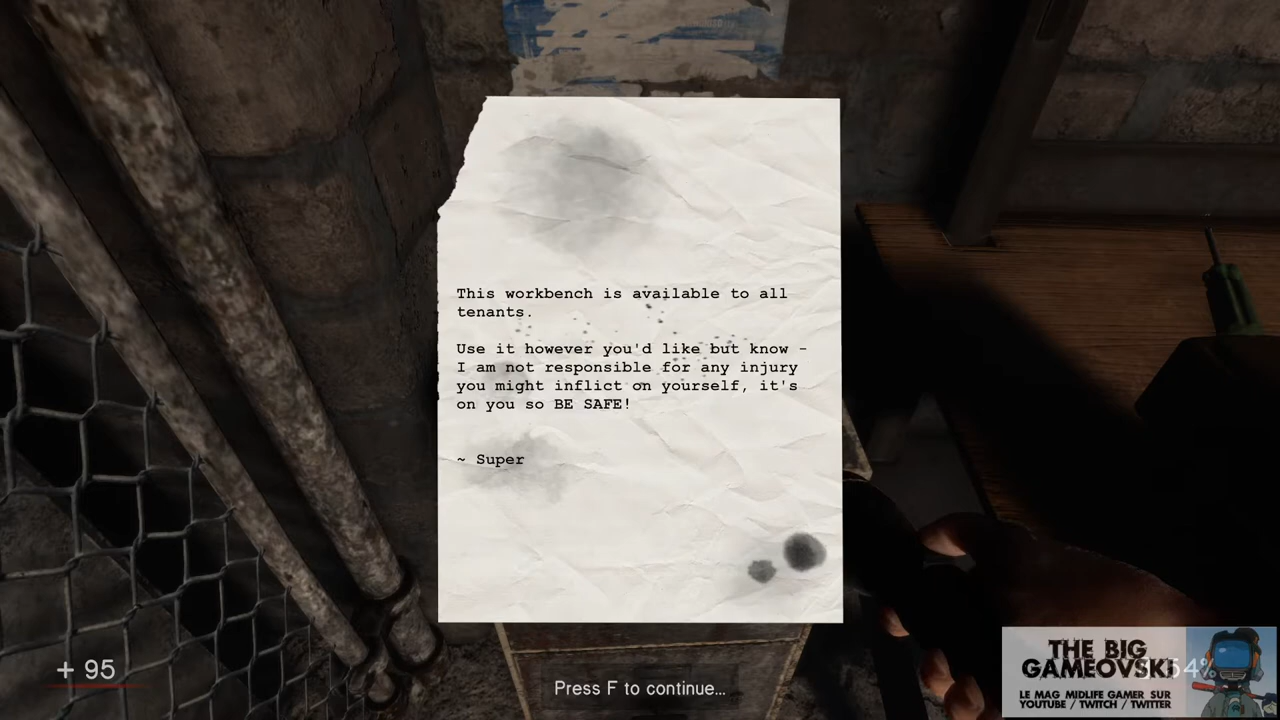 This workbench is available to all
tenants.
Use it however you'd like but know -
I am not responsible for any injury
you might inflict on yourself, it's
on you so BE SAFE!
~ Super
+ 95
Press F to continue...
THE BIG
GAMEOVSKI
54%
LE MAG MIDLIFE GAMER SUR
YOUTUBE / TWITCH / TWITTER